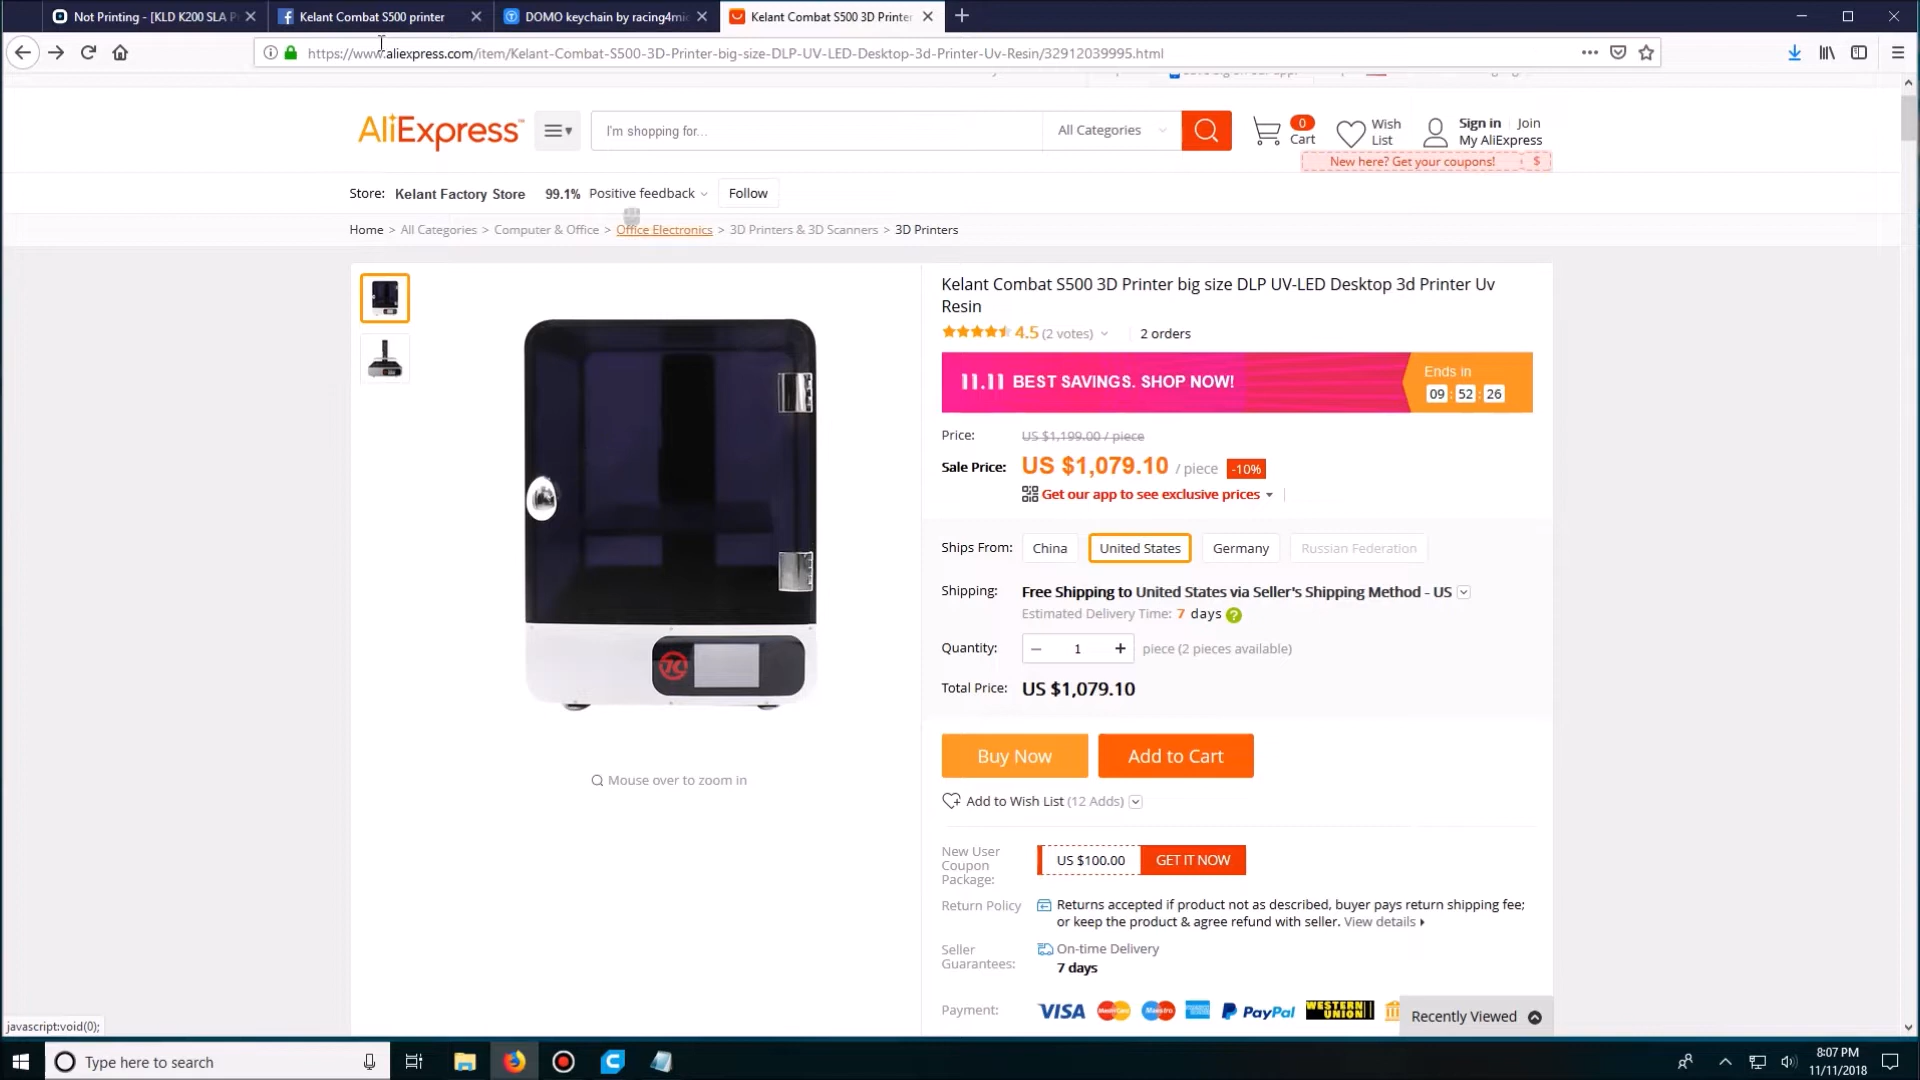 Not Printing - [KLD K200 SLA P
Kelant Combat S500 printer
DOMO keychain by racing4mi
Kelant Combat S500 3D Printer
https://www.aliexpress.com/item/Kelant-Combat-S500-3D-Printer-big-size-DLP-UV-LED-Desktop-3d-Printer-Uv-Resin/32912039995.html
AliExpress™
I'm shopping for...
All Categories
0
Cart
Wish
List
Sign in Join
My AliExpress
New here? Get your coupons! $
Store: Kelant Factory Store 99.1% Positive feedback Follow
Home > All Categories > Computer & Office > Office Electronics > 3D Printers & 3D Scanners > 3D Printers
Kelant Combat S500 3D Printer big size DLP UV-LED Desktop 3d Printer Uv
Resin
4.5 (2 votes) 2 orders
11.11 BEST SAVINGS. SHOP NOW!
Ends in
09 : 52 : 26
Price: US $1,199.00 / piece
Sale Price: US $1,079.10 / piece -10%
Get our app to see exclusive prices
Ships From: China United States Germany Russian Federation
Shipping: Free Shipping to United States via Seller's Shipping Method - US
Estimated Delivery Time: 7 days ?
Quantity: − 1 + piece (2 pieces available)
Total Price: US $1,079.10
Mouse over to zoom in
Buy Now Add to Cart
Add to Wish List (12 Adds)
New User
Coupon
Package:
US $100.00 GET IT NOW
Return Policy Returns accepted if product not as described, buyer pays return shipping fee;
or keep the product & agree refund with seller. View details
Seller
Guarantees:
On-time Delivery
7 days
Payment: VISA MasterCard Maestro PayPal WESTERN UNION
Recently Viewed
javascript:void(0);
Type here to search
8:07 PM
11/11/2018